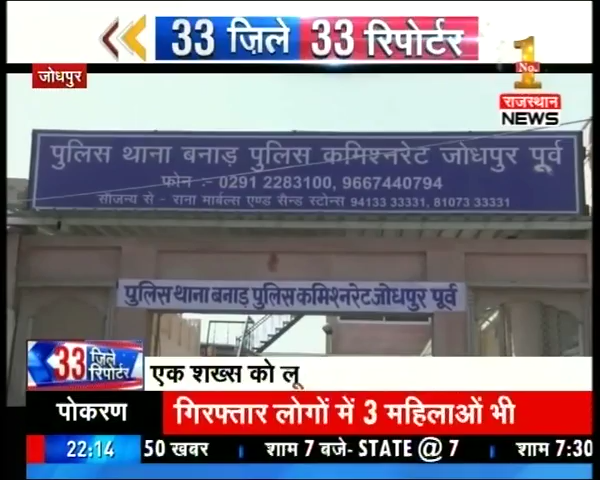 33 ज़िले 33 रिपोर्टर
जोधपुर
No. 1
राजस्थान
NEWS
पुलिस थाना बनाड़ पुलिस कमिश्नरेट जोधपुर पूर्व
फोन :- 0291 2283100, 9667440794
सौजन्य से - राना मार्बल्स एण्ड सैन्ड स्टोन्स 94133 33331, 81073 33331
पुलिस थाना बनाड़ पुलिस कमिश्नरेट जोधपुर पूर्व
33 ज़िले रिपोर्टर
एक शख्स को लू
पोकरण
गिरफ्तार लोगों में 3 महिलाओं भी
22:14 50 खबर शाम 7 बजे- STATE @ 7 शाम 7:30